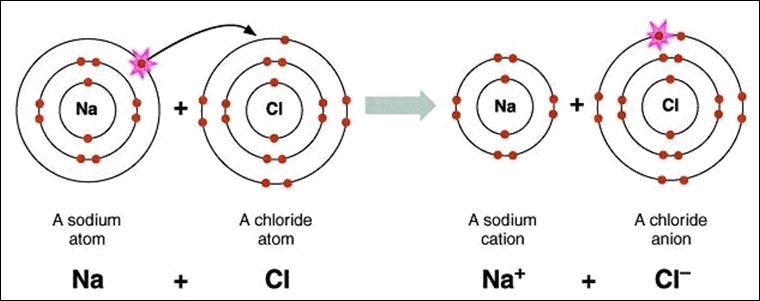 Na + Cl Na + Cl
A sodium atom A chloride atom A sodium cation A chloride anion
Na + Cl Na⁺ + Cl⁻